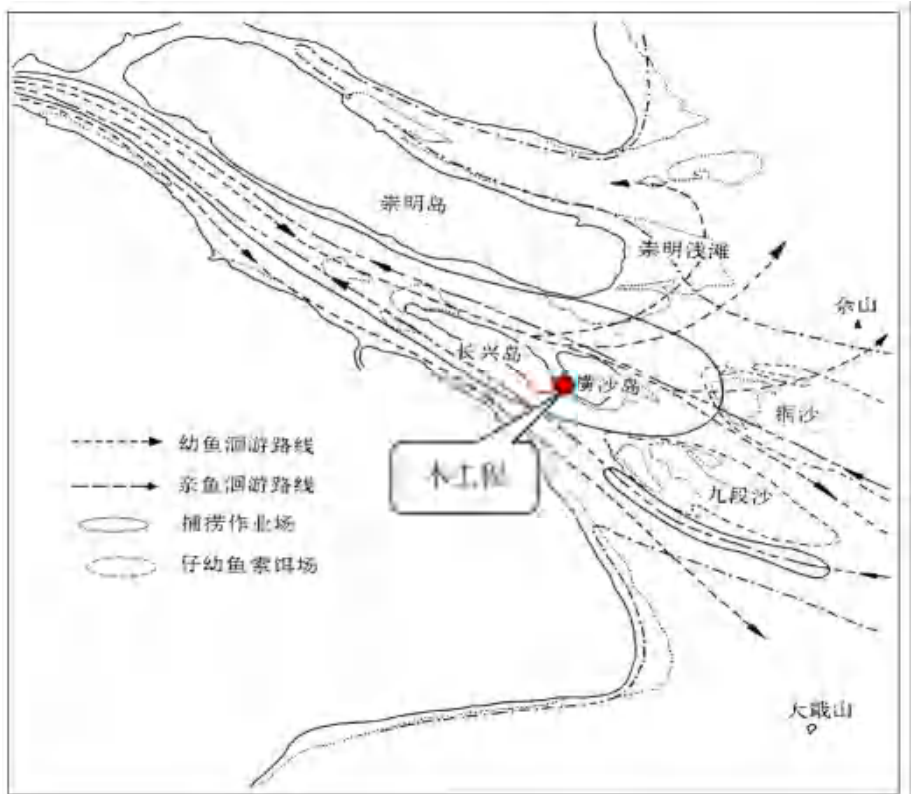 崇明岛
崇明浅滩
佘山
长兴岛
横沙岛
铜沙
幼鱼洄游路线
本工程
亲鱼洄游路线
九段沙
捕捞作业场
仔幼鱼索饵场
大戢山